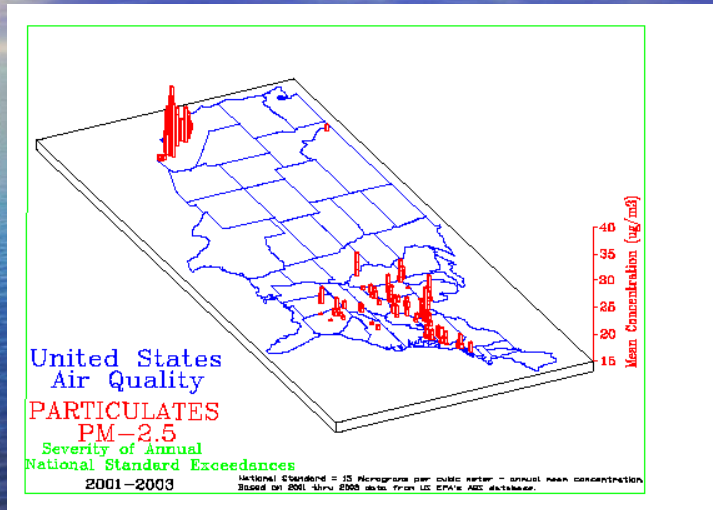 40
35
30
25
20
15
Mean Concentration (ug/m3)
United States
Air Quality
PARTICULATES
PM-2.5
Severity of Annual
National Standard Exceedances
2001-2003
National Standard = 15 Micrograms per cubic meter - annual mean concentration.
Based on 2001 thru 2003 data from US EPA's AQS database.